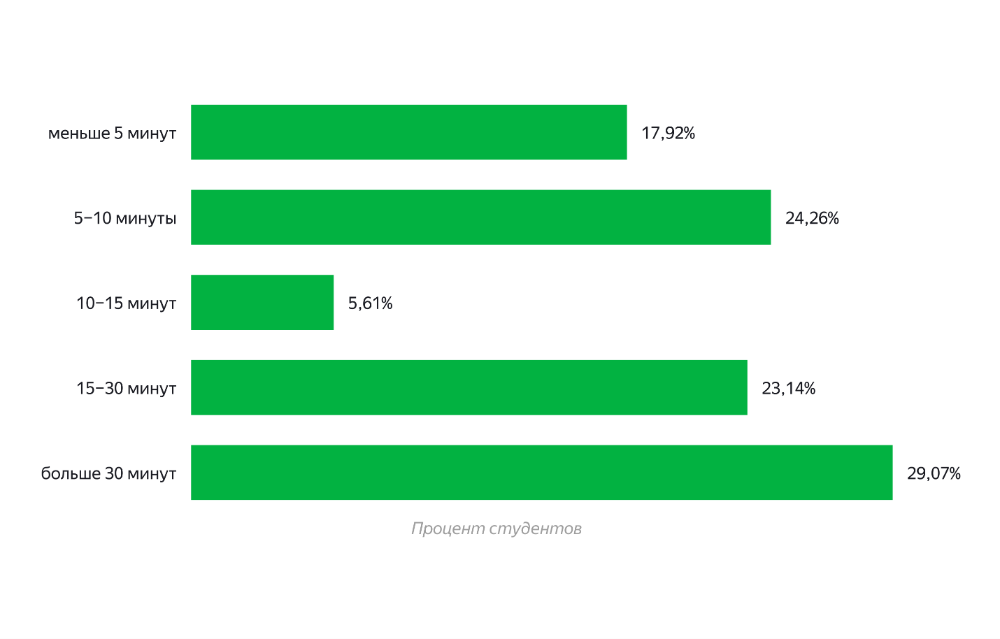 меньше 5 минут 17,92%
5–10 минуты 24,26%
10–15 минут 5,61%
15–30 минут 23,14%
больше 30 минут 29,07%
Процент студентов